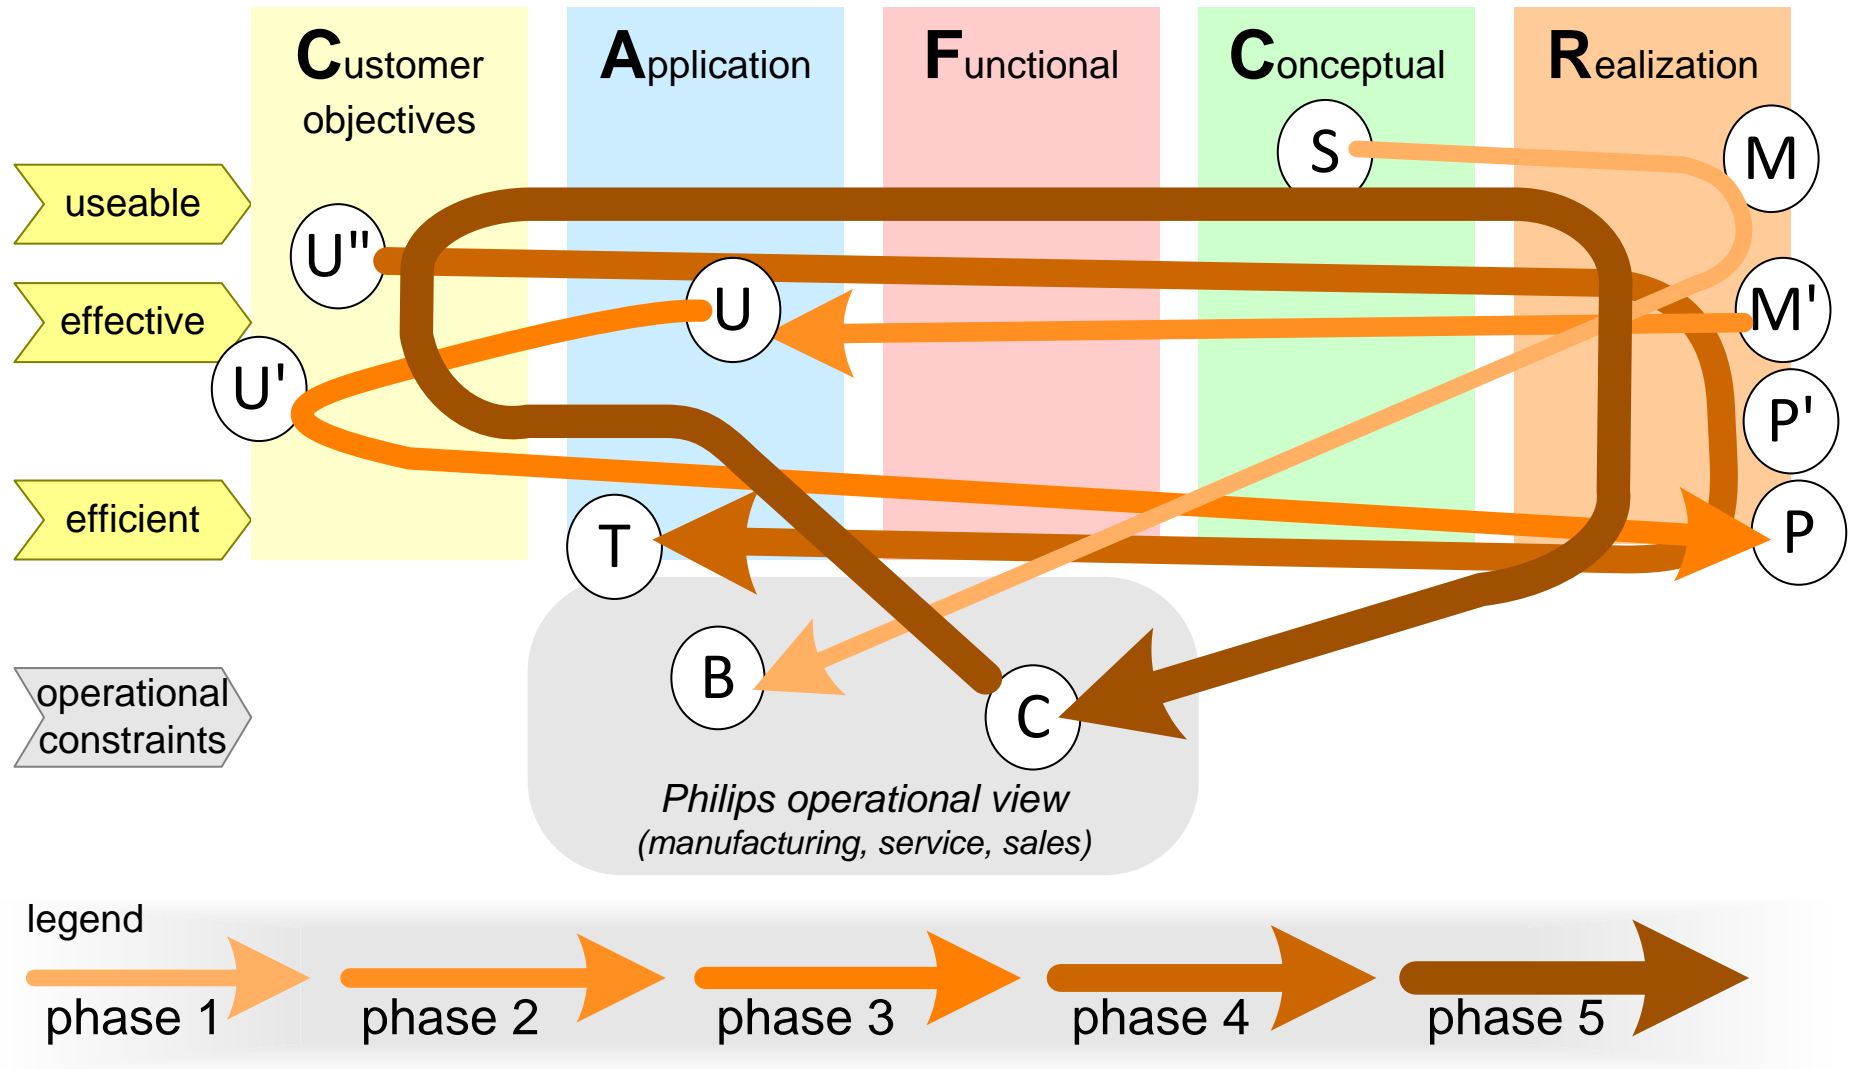 Customer
objectives
Application
Functional
Conceptual
Realization
S
M
useable
U"
effective
U
M'
U'
P'
efficient
T
P
B
operational
constraints
C
Philips operational view
(manufacturing, service, sales)
legend
phase 1
phase 2
phase 3
phase 4
phase 5